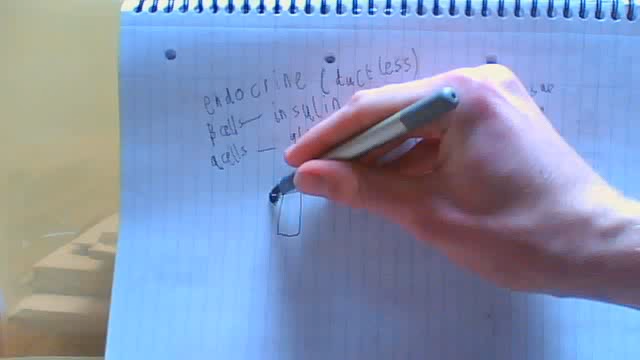 endocrine (ductless)
β cells — insulin
α cells —